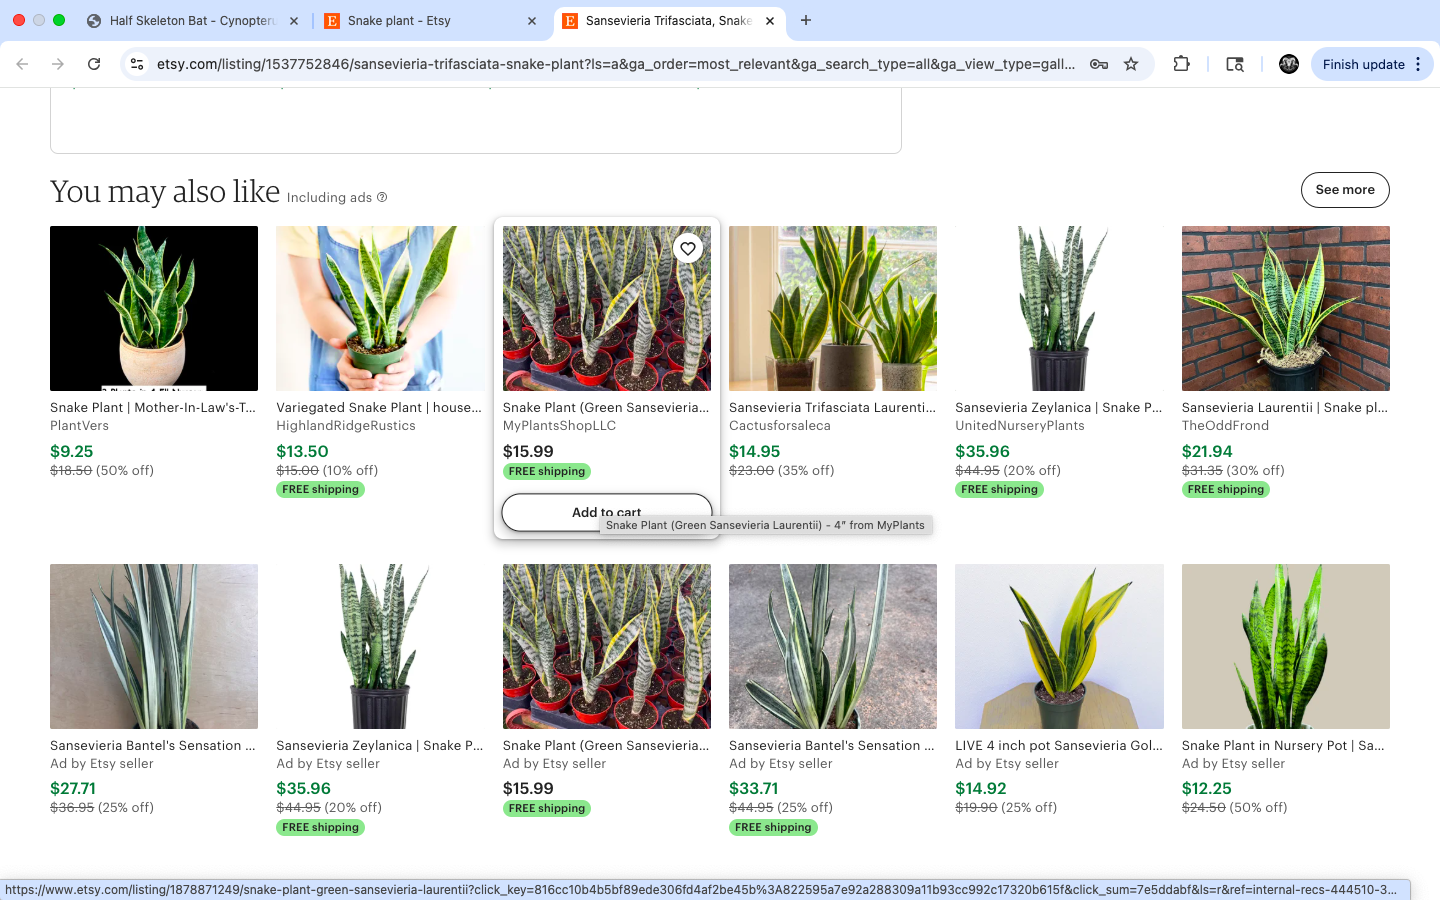 Half Skeleton Bat - Cynopteru
Snake plant - Etsy
Sansevieria Trifasciata, Snake
etsy.com/listing/1537752846/sansevieria-trifasciata-snake-plant?ls=a&ga_order=most_relevant&ga_search_type=all&ga_view_type=gall...
Finish update
You may also like Including ads
See more
Snake Plant | Mother-In-Law's-T...
PlantVers
$9.25
$18.50 (50% off)
Variegated Snake Plant | house...
HighlandRidgeRustics
$13.50
$15.00 (10% off)
FREE shipping
Snake Plant (Green Sansevieria...
MyPlantsShopLLC
$15.99
FREE shipping
Add to cart
Snake Plant (Green Sansevieria Laurentii) - 4” from MyPlants
Sansevieria Trifasciata Laurenti...
Cactusforsaleca
$14.95
$23.00 (35% off)
Sansevieria Zeylanica | Snake P...
UnitedNurseryPlants
$35.96
$44.95 (20% off)
FREE shipping
Sansevieria Laurentii | Snake pl...
TheOddFrond
$21.94
$31.35 (30% off)
FREE shipping
Sansevieria Bantel's Sensation ...
Ad by Etsy seller
$27.71
$36.95 (25% off)
Sansevieria Zeylanica | Snake P...
Ad by Etsy seller
$35.96
$44.95 (20% off)
FREE shipping
Snake Plant (Green Sansevieria...
Ad by Etsy seller
$15.99
FREE shipping
Sansevieria Bantel's Sensation ...
Ad by Etsy seller
$33.71
$44.95 (25% off)
FREE shipping
LIVE 4 inch pot Sansevieria Gol...
Ad by Etsy seller
$14.92
$19.90 (25% off)
Snake Plant in Nursery Pot | Sa...
Ad by Etsy seller
$12.25
$24.50 (50% off)
https://www.etsy.com/listing/1878871249/snake-plant-green-sansevieria-laurentii?click_key=816cc10b4b5bf89ede306fd4af2be45b%3A822595a7e92a288309a11b93cc992c17320b615f&click_sum=7e5ddabf&ls=r&ref=internal-recs-444510-3...